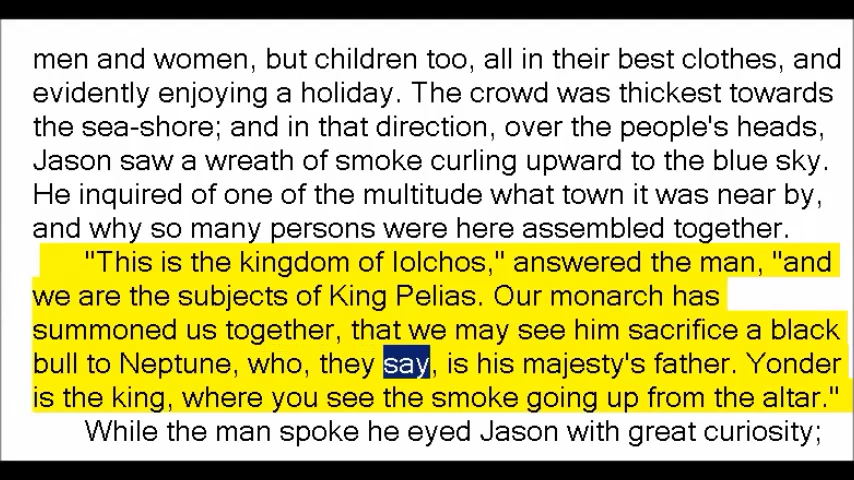 men and women, but children too, all in their best clothes, and
evidently enjoying a holiday. The crowd was thickest towards
the sea-shore; and in that direction, over the people's heads,
Jason saw a wreath of smoke curling upward to the blue sky.
He inquired of one of the multitude what town it was near by,
and why so many persons were here assembled together.
"This is the kingdom of Iolchos," answered the man, "and
we are the subjects of King Pelias. Our monarch has
summoned us together, that we may see him sacrifice a black
bull to Neptune, who, they say, is his majesty's father. Yonder
is the king, where you see the smoke going up from the altar."
While the man spoke he eyed Jason with great curiosity;